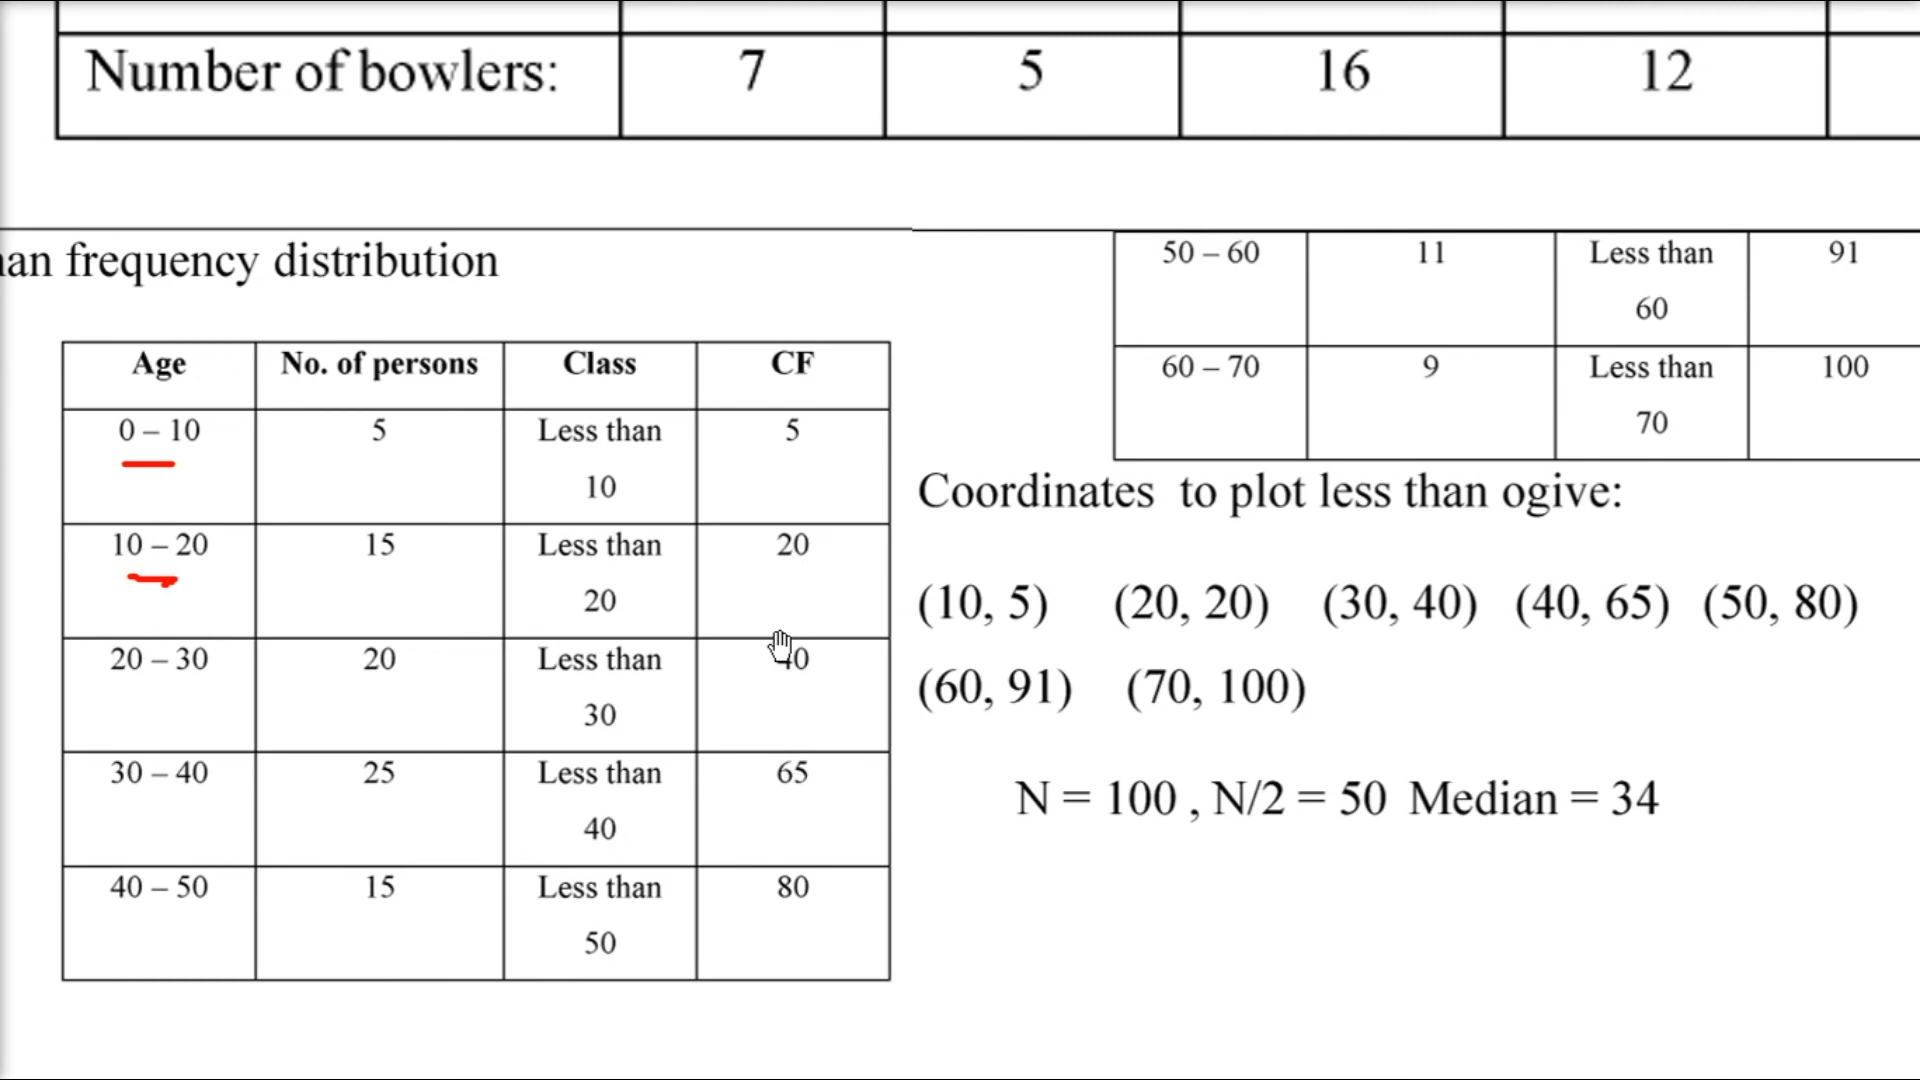 Number of bowlers: 7 5 16 12
frequency distribution
Age No. of persons Class CF
0 – 10 5 Less than 10 5
10 – 20 15 Less than 20 20
20 – 30 20 Less than 30 40
30 – 40 25 Less than 40 65
40 – 50 15 Less than 50 80
50 – 60 11 Less than 60 91
60 – 70 9 Less than 70 100
Coordinates to plot less than ogive:
(10, 5) (20, 20) (30, 40) (40, 65) (50, 80)
(60, 91) (70, 100)
N = 100 , N/2 = 50 Median = 34